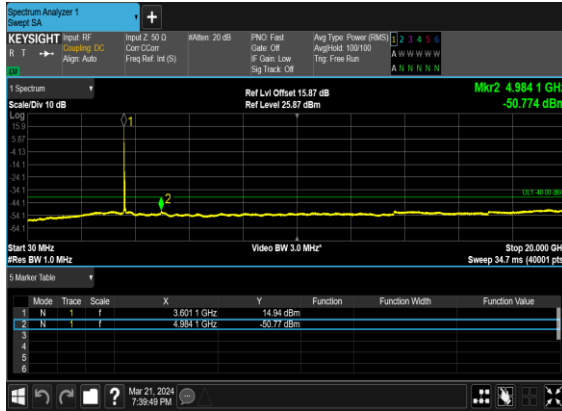 Spectrum Analyzer 1
Swept SA
+
KEYSIGHT Input: RF Input Z: 50 Ω #Atten: 20 dB PNO: Fast Avg Type: Power (RMS) 1 2 3 4 5 6
R T Coupling: DC Corr CCorr Gate: Off Avg|Hold: 100/100 A W W W W W
Align: Auto Freq Ref: Int (S) IF Gain: Low Trig: Free Run
LU Sig Track: Off A N N N N N
1 Spectrum Ref Lvl Offset 15.87 dB Mkr2 4.984 1 GHz
Scale/Div 10 dB Ref Level 25.87 dBm -50.774 dBm
Log
15.9
5.87
-4.13
-14.1
-24.1
-34.1
-44.1
-54.1
-64.1
1
2
DL1 -40.00 dBm
Start 30 MHz Video BW 3.0 MHz* Stop 20.000 GHz
#Res BW 1.0 MHz Sweep 34.7 ms (40001 pts)
5 Marker Table
Mode Trace Scale X Y Function Function Width Function Value
1 N 1 f 3.601 1 GHz 14.94 dBm
2 N 1 f 4.984 1 GHz -50.77 dBm
3
4
5
6
? Mar 21, 2024
7:39:49 PM